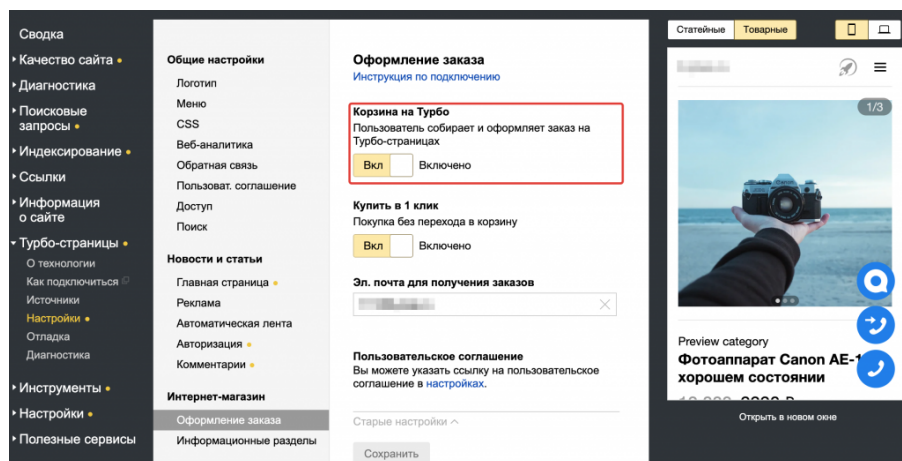 Сводка
Качество сайта
Диагностика
Поисковые
запросы
Индексирование
Ссылки
Информация
о сайте
Турбо-страницы
О технологии
Как подключиться
Источники
Настройки
Отладка
Диагностика
Инструменты
Настройки
Полезные сервисы
Общие настройки
Логотип
Меню
CSS
Веб-аналитика
Обратная связь
Пользоват. соглашение
Доступ
Поиск
Новости и статьи
Главная страница
Реклама
Автоматическая лента
Авторизация
Комментарии
Интернет-магазин
Оформление заказа
Информационные разделы
Оформление заказа
Инструкция по подключению
Корзина на Турбо
Пользователь собирает и оформляет заказ на
Турбо-страницах
Вкл Включено
Купить в 1 клик
Покупка без перехода в корзину
Вкл Включено
Эл. почта для получения заказов
Пользовательское соглашение
Вы можете указать ссылку на пользовательское
соглашение в настройках.
Старые настройки
Сохранить
Статейные Товарные
1/3
Preview category
Фотоаппарат Canon AE-1
хорошем состоянии
Открыть в новом окне